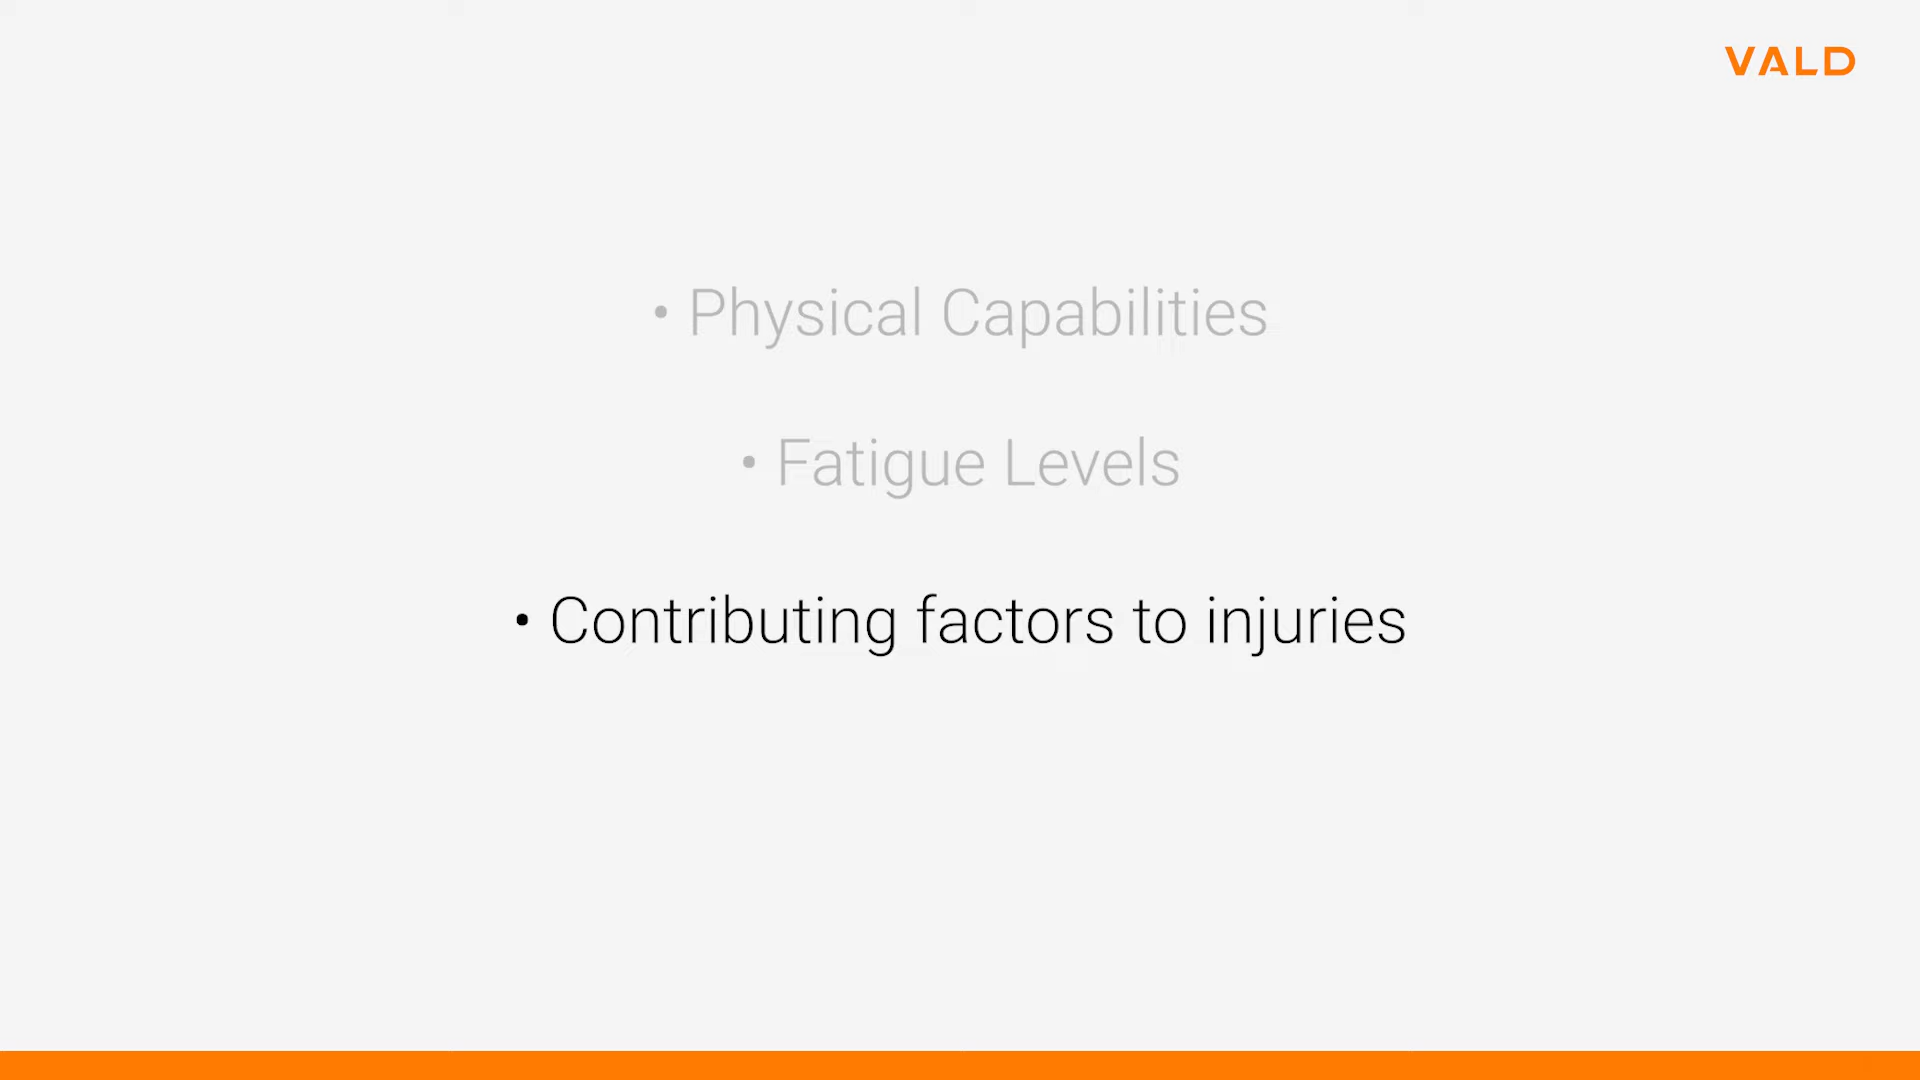 VALD
• Physical Capabilities
• Fatigue Levels
• Contributing factors to injuries